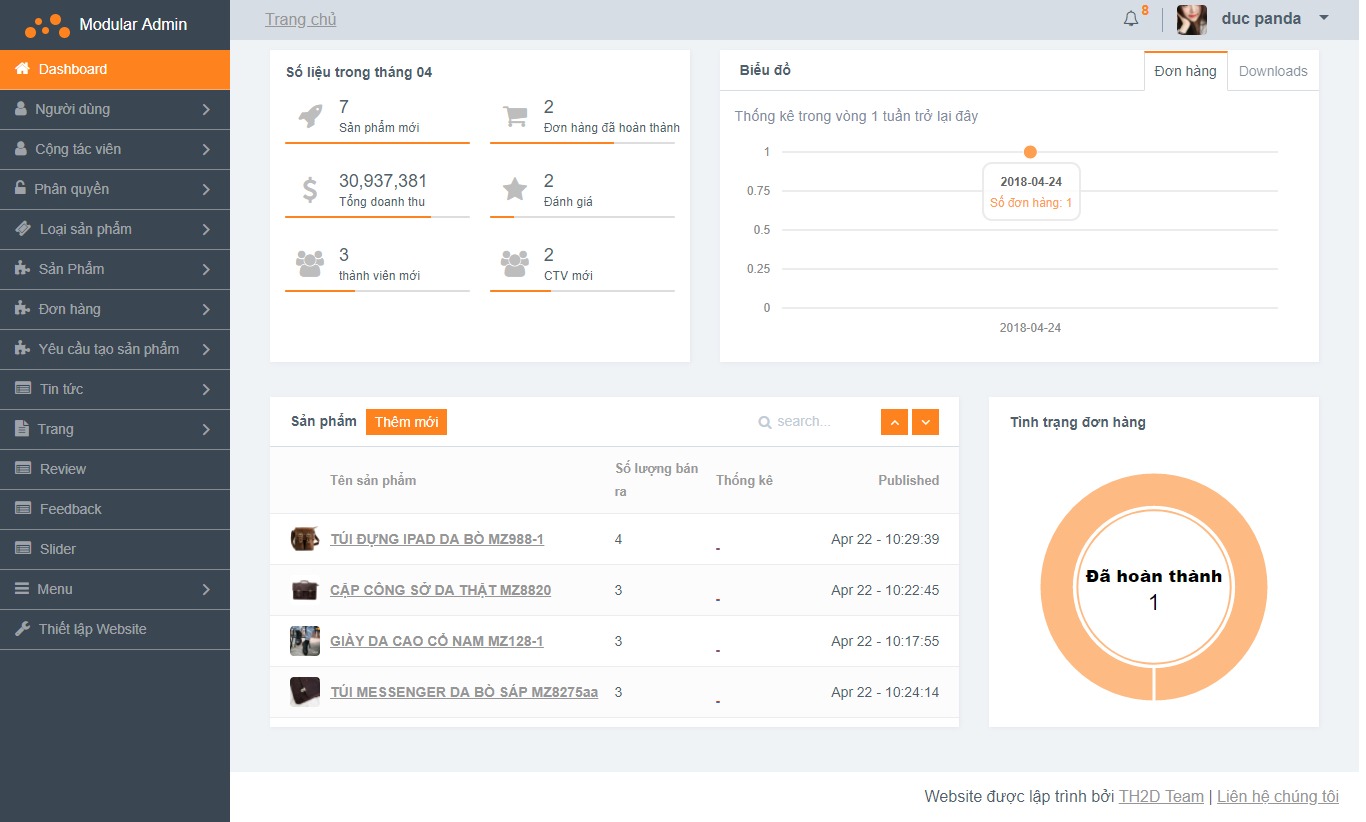 Modular Admin
Dashboard
Người dùng
Cộng tác viên
Phân quyền
Loại sản phẩm
Sản Phẩm
Đơn hàng
Yêu cầu tạo sản phẩm
Tin tức
Trang
Review
Feedback
Slider
Menu
Thiết lập Website
Trang chủ
8
duc panda
Số liệu trong tháng 04
7
Sản phẩm mới
2
Đơn hàng đã hoàn thành
30,937,381
Tổng doanh thu
2
Đánh giá
3
thành viên mới
2
CTV mới
Biểu đồ
Đơn hàng
Downloads
Thống kê trong vòng 1 tuần trở lại đây
1
0.75
0.5
0.25
0
2018-04-24
Số đơn hàng: 1
2018-04-24
Sản phẩm
Thêm mới
search...
Tên sản phẩm
Số lượng bán
ra
Thống kê
Published
TÚI ĐỰNG IPAD DA BÒ MZ988-1 4 - Apr 22 - 10:29:39
CẶP CÔNG SỞ DA THẬT MZ8820 3 - Apr 22 - 10:22:45
GIÀY DA CAO CỔ NAM MZ128-1 3 - Apr 22 - 10:17:55
TÚI MESSENGER DA BÒ SÁP MZ8275aa 3 - Apr 22 - 10:24:14
Tình trạng đơn hàng
Đã hoàn thành
1
Website được lập trình bởi TH2D Team | Liên hệ chúng tôi